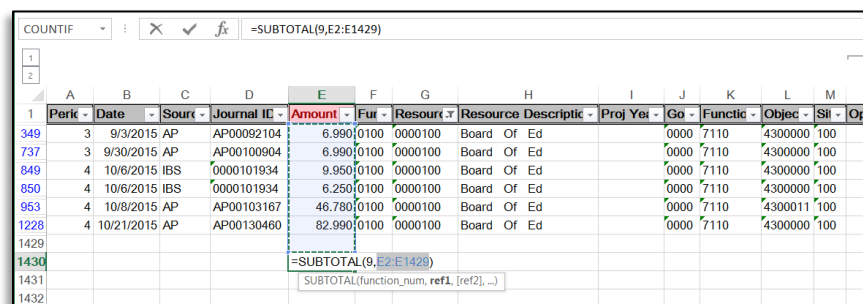 COUNTIF fx =SUBTOTAL(9,E2:E1429)
1
2
A B C D E F G H I J K L M
1 Peric Date Sourc Journal IC Amount Fur Resourc Resource Descriptic Proj Yea Go Functic Objec Sit Op
349 3 9/3/2015 AP AP00092104 6.990 0100 0000100 Board Of Ed 0000 7110 4300000 100
737 3 9/30/2015 AP AP00100904 6.990 0100 0000100 Board Of Ed 0000 7110 4300000 100
849 4 10/6/2015 IBS 0000101934 9.950 0100 0000100 Board Of Ed 0000 7110 4300000 100
850 4 10/6/2015 IBS 0000101934 6.250 0100 0000100 Board Of Ed 0000 7110 4300000 100
953 4 10/8/2015 AP AP00103167 46.780 0100 0000100 Board Of Ed 0000 7110 4300011 100
1228 4 10/21/2015 AP AP00130460 82.990 0100 0000100 Board Of Ed 0000 7110 4300000 100
1429
1430 =SUBTOTAL(9,E2:E1429)
1431 SUBTOTAL(function_num, ref1, [ref2], ...)
1432